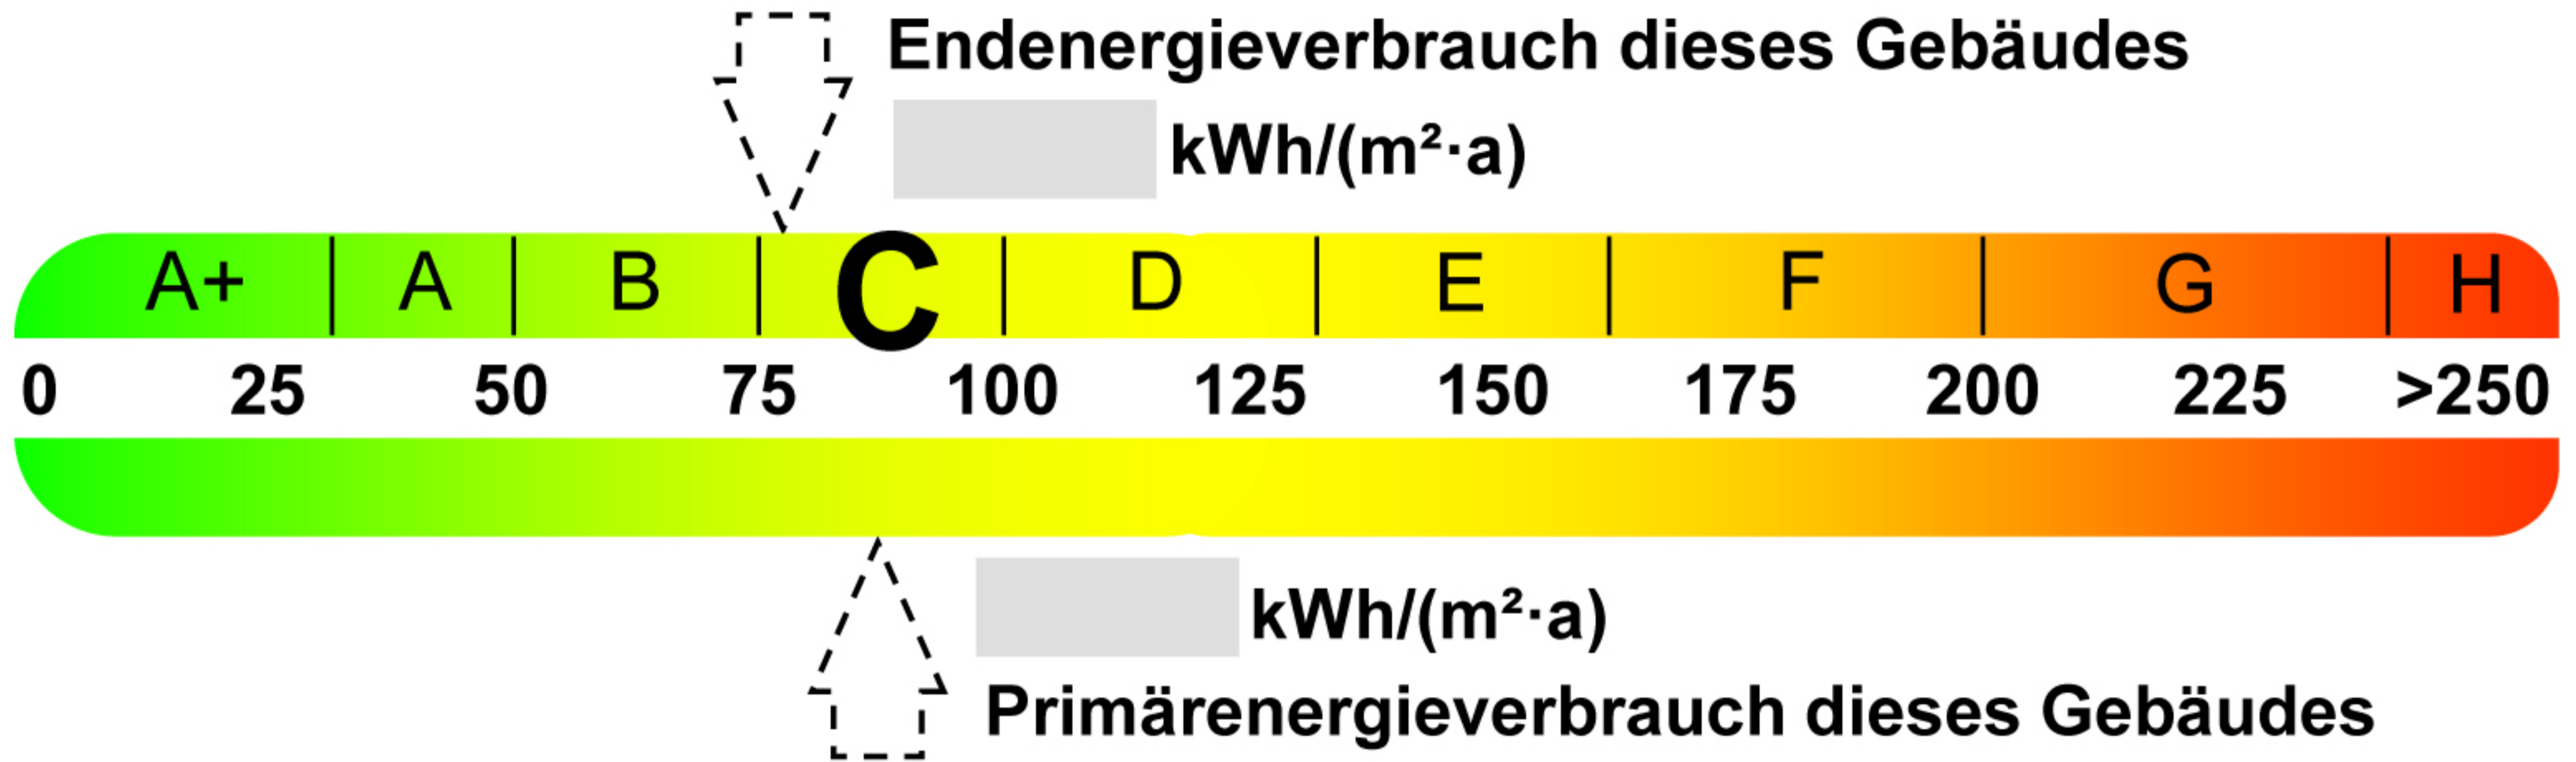 Endenergieverbrauch dieses Gebäudes
kWh/(m²·a)
A+ A B C D E F G H
0 25 50 75 100 125 150 175 200 225 >250
kWh/(m²·a)
Primärenergieverbrauch dieses Gebäudes